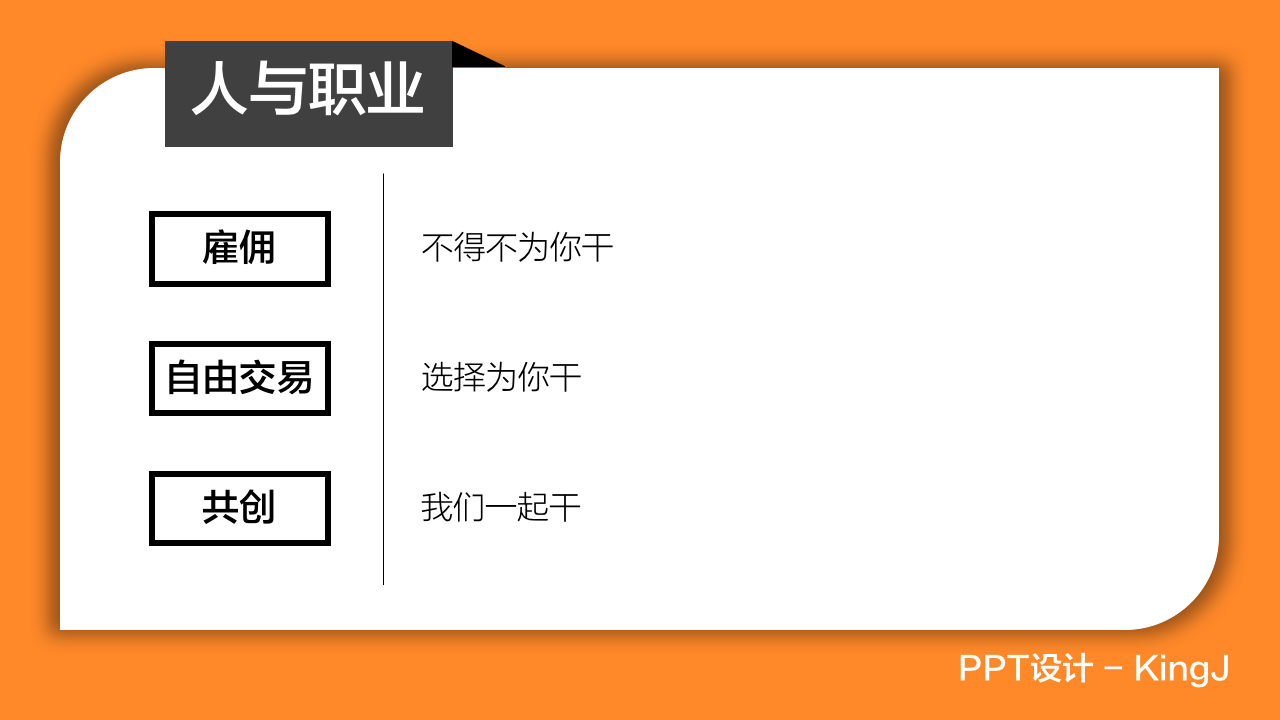 人与职业
雇佣
不得不为你干
自由交易
选择为你干
共创
我们一起干
PPT设计 – KingJ